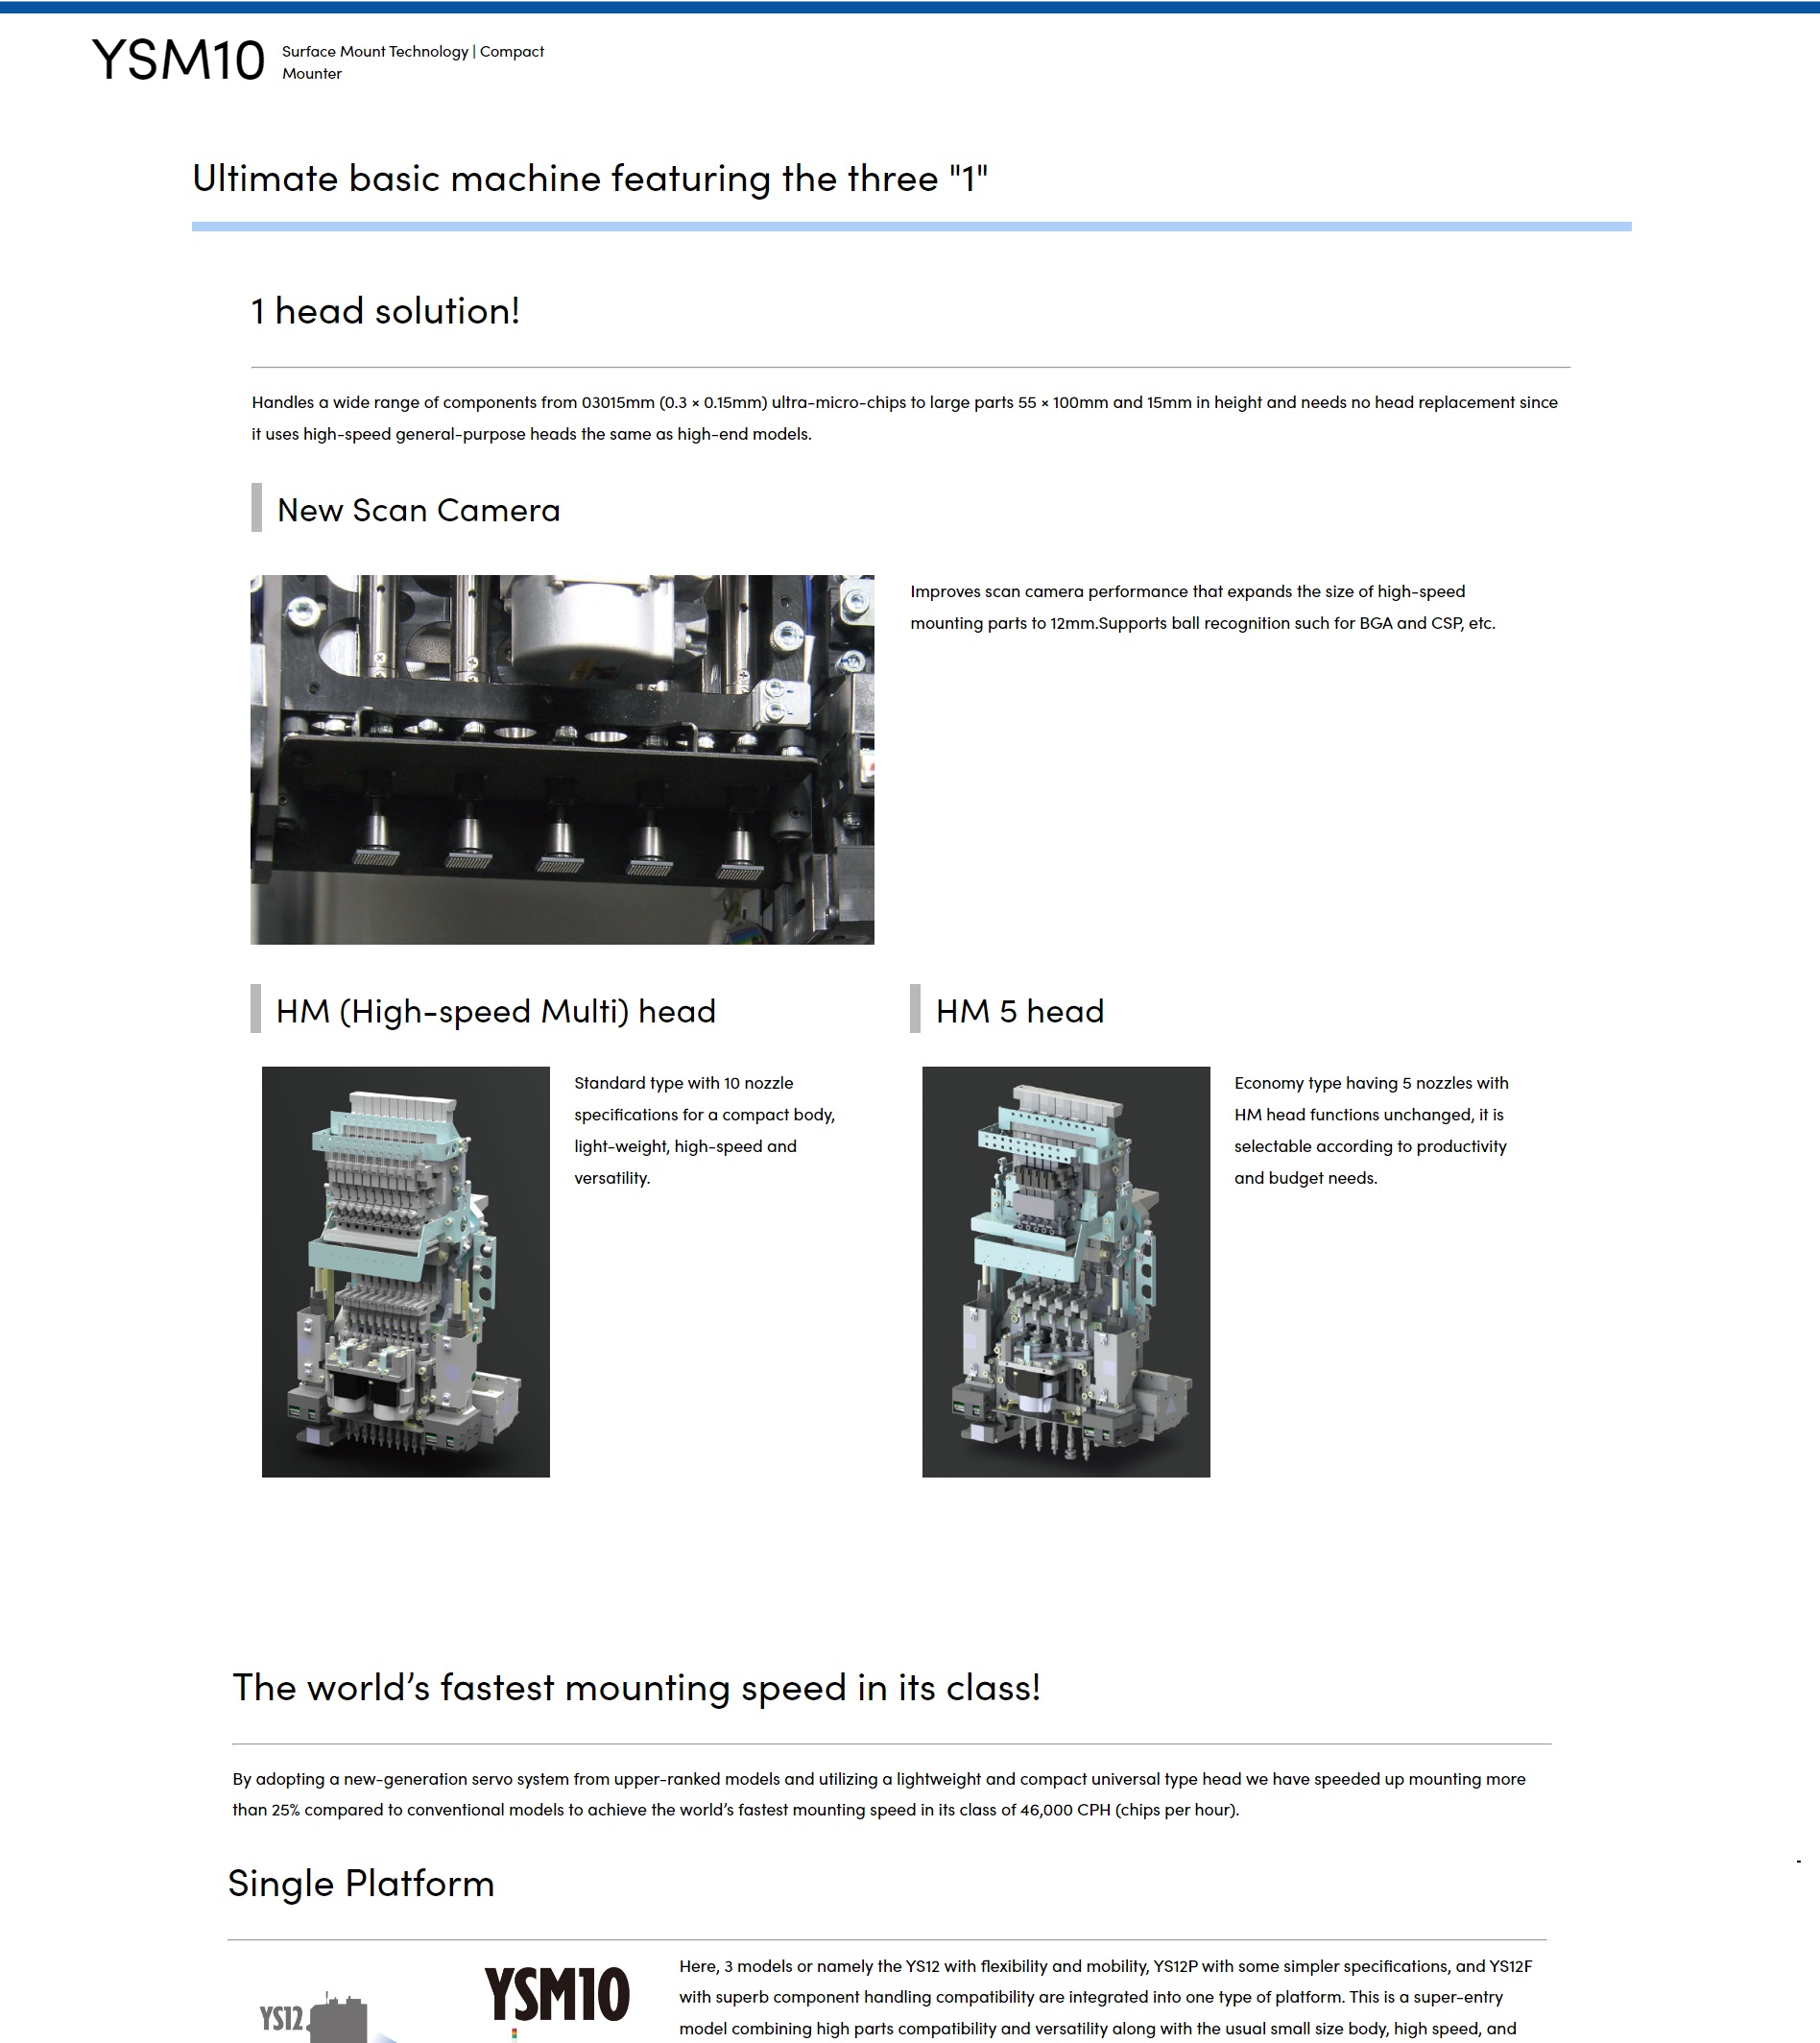 YSM10
Surface Mount Technology | Compact
Mounter
Ultimate basic machine featuring the three "1"
1 head solution!
Handles a wide range of components from 03015mm (0.3 × 0.15mm) ultra-micro-chips to large parts 55 × 100mm and 15mm in height and needs no head replacement since
it uses high-speed general-purpose heads the same as high-end models.
New Scan Camera
Improves scan camera performance that expands the size of high-speed
mounting parts to 12mm.Supports ball recognition such for BGA and CSP, etc.
HM (High-speed Multi) head
Standard type with 10 nozzle
specifications for a compact body,
light-weight, high-speed and
versatility.
HM 5 head
Economy type having 5 nozzles with
HM head functions unchanged, it is
selectable according to productivity
and budget needs.
The world’s fastest mounting speed in its class!
By adopting a new-generation servo system from upper-ranked models and utilizing a lightweight and compact universal type head we have speeded up mounting more
than 25% compared to conventional models to achieve the world’s fastest mounting speed in its class of 46,000 CPH (chips per hour).
-
Single Platform
YS12
YSM10
Here, 3 models or namely the YS12 with flexibility and mobility, YS12P with some simpler specifications, and YS12F
with superb component handling compatibility are integrated into one type of platform. This is a super-entry
model combining high parts compatibility and versatility along with the usual small size body, high speed, and